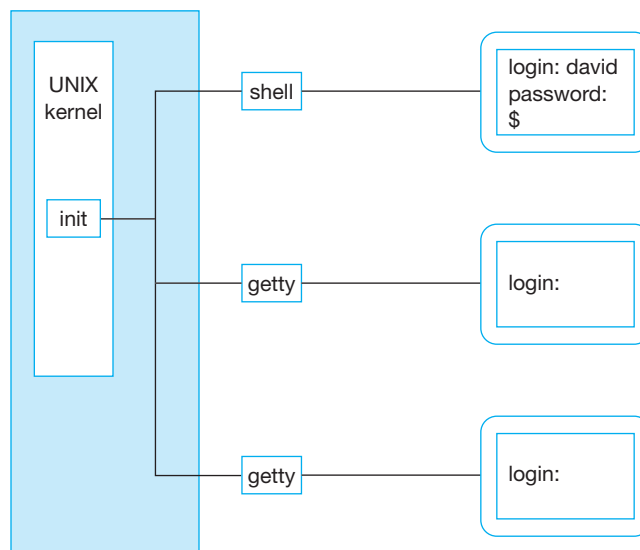 UNIX
kernel
init
shell
login: david
password:
$
getty
login:
getty
login: